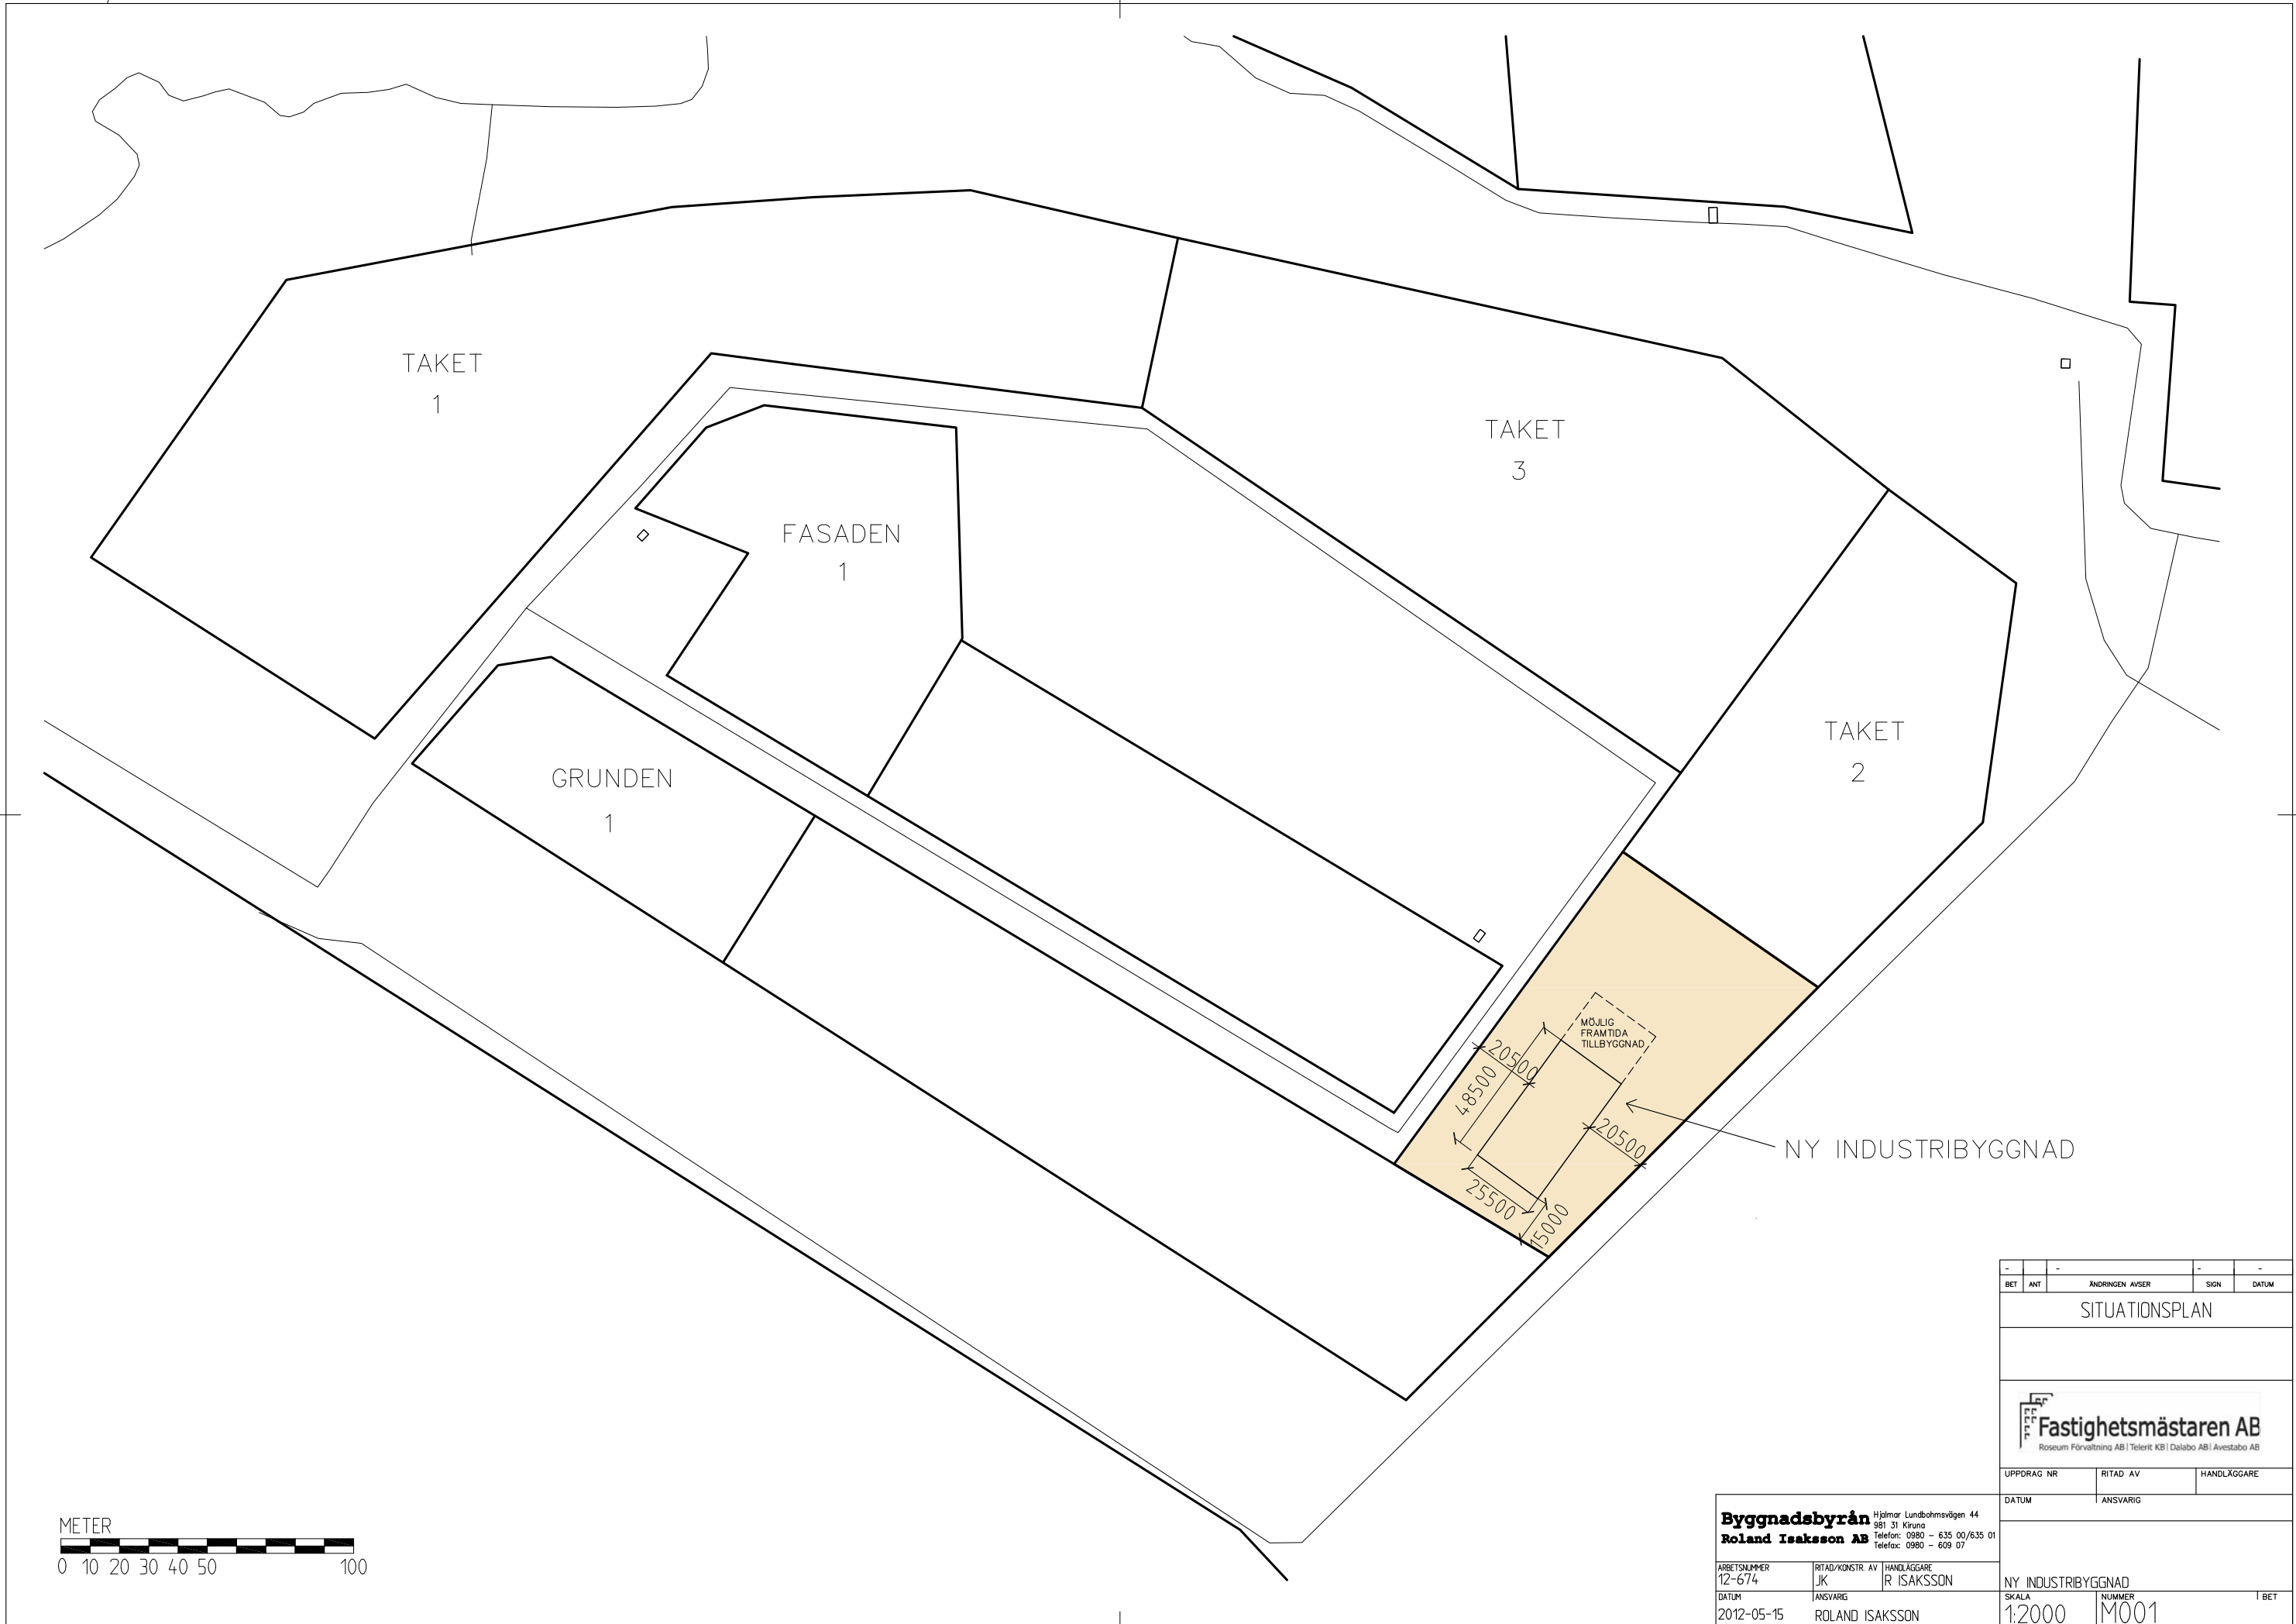 TAKET
1
TAKET
3
FASADEN
1
TAKET
2
GRUNDEN
1
MÖJLIG
FRAMTIDA
TILLBYGGNAD
20500
48500
20500
25500
15000
NY INDUSTRIBYGGNAD
METER
0 10 20 30 40 50 100
- - - -
BET ANT ÄNDRINGEN AVSER SIGN DATUM
SITUATIONSPLAN
Fastighetsmästaren AB
Roseum Förvaltning AB | Telerit KB | Dalabo AB | Avestabo AB
UPPDRAG NR RITAD AV HANDLÄGGARE
DATUM ANSVARIG
NY INDUSTRIBYGGNAD
SKALA NUMMER BET
1:2000 M001
Byggnadsbyrån
Roland Isaksson AB
Hjalmar Lundbohmsvägen 44
981 31 Kiruna
Telefon: 0980 - 635 00/635 01
Telefax: 0980 - 609 07
ARBETSNUMMER RITAD/KONSTR. AV HANDLÄGGARE
12-674 JK R ISAKSSON
DATUM ANSVARIG
2012-05-15 ROLAND ISAKSSON